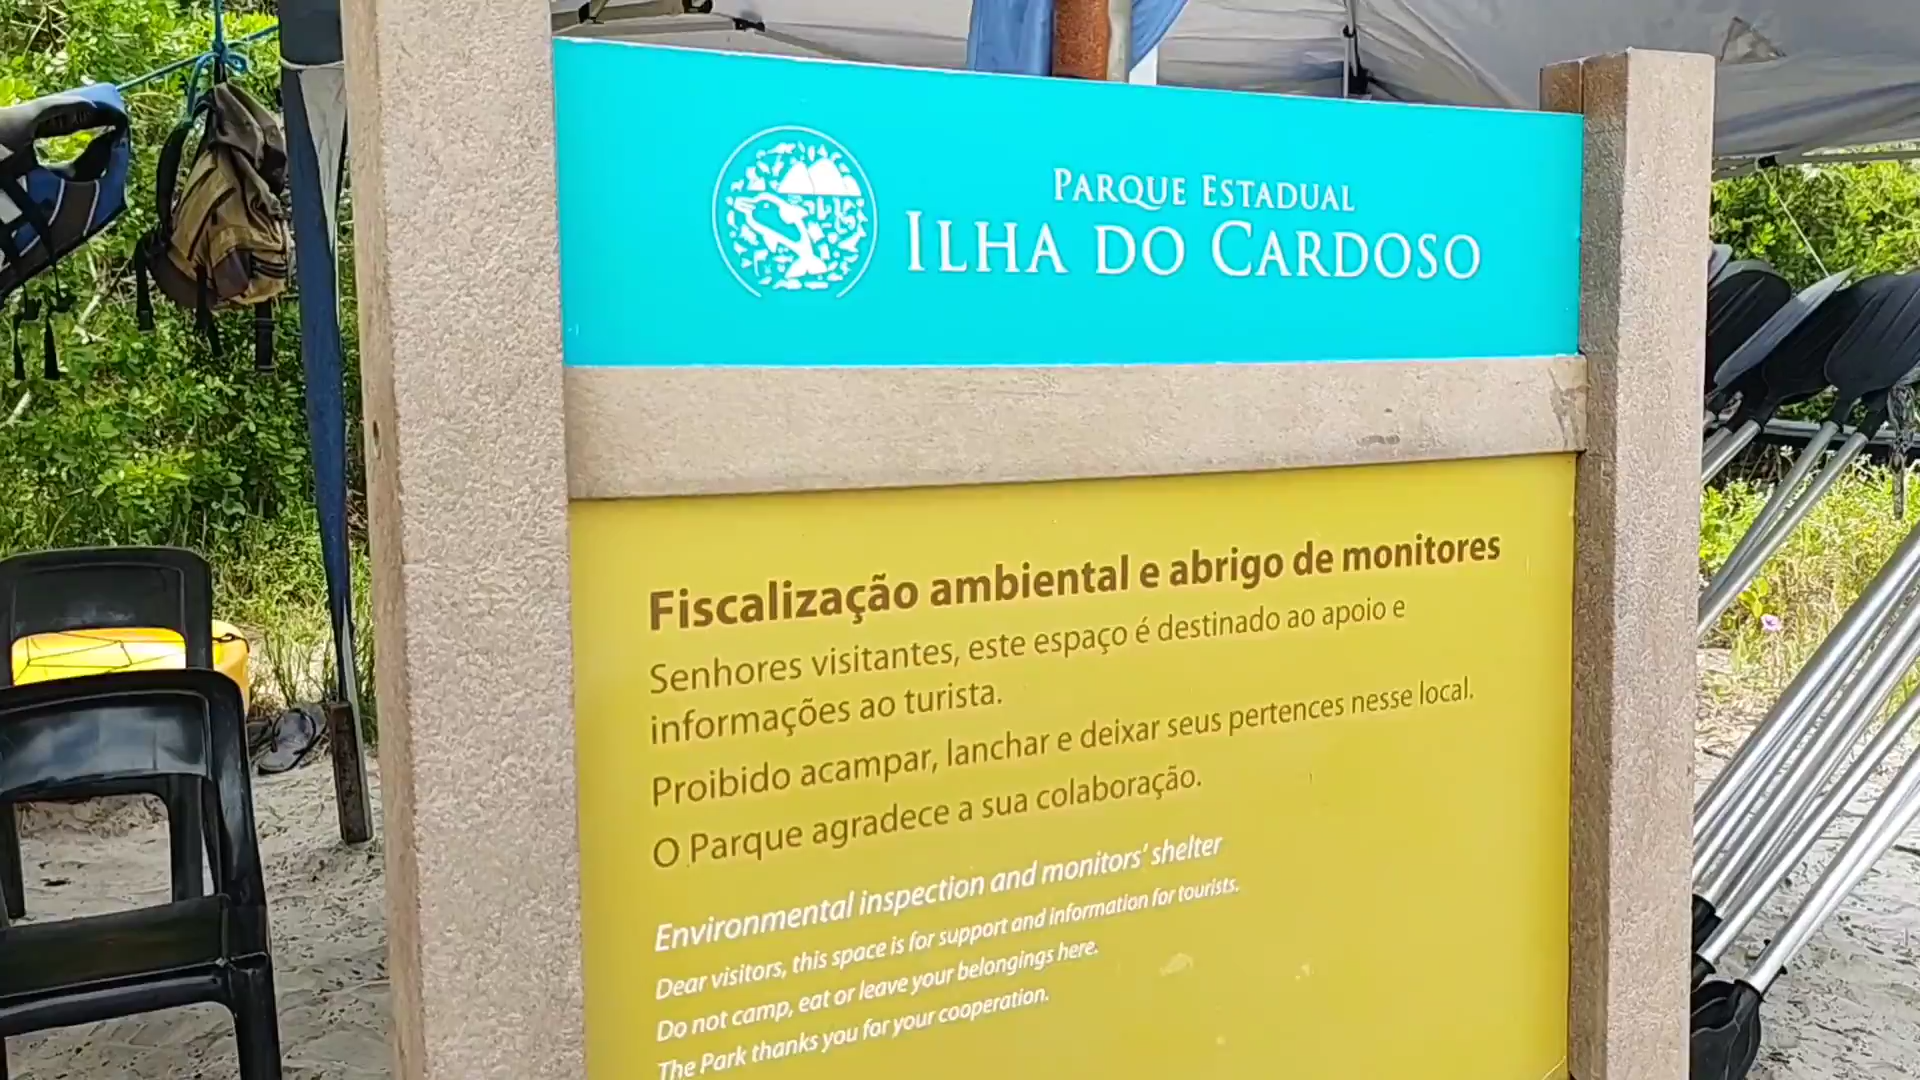 PARQUE ESTADUAL
ILHA DO CARDOSO
Fiscalização ambiental e abrigo de monitores
Senhores visitantes, este espaço é destinado ao apoio e
informações ao turista.
Proibido acampar, lanchar e deixar seus pertences nesse local.
O Parque agradece a sua colaboração.
Environmental inspection and monitors' shelter
Dear visitors, this space is for support and information for tourists.
Do not camp, eat or leave your belongings here.
The Park thanks you for your cooperation.